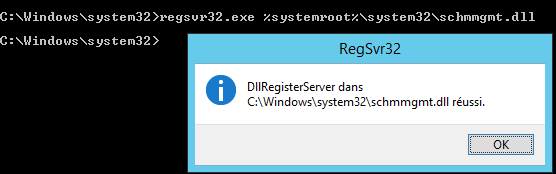 C:\Windows\system32>regsvr32.exe %systemroot%\system32\schmmgmt.dll
C:\Windows\system32>
RegSvr32
DllRegisterServer dans
C:\Windows\system32\schmmgmt.dll réussi.
OK